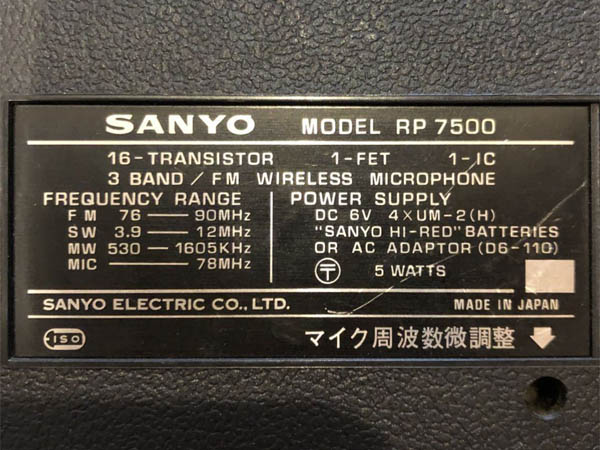 SANYO MODEL RP 7500
16-TRANSISTOR 1-FET 1-IC
3 BAND / FM WIRELESS MICROPHONE
FREQUENCY RANGE
FM 76 — 90MHz
SW 3.9 — 12MHz
MW 530 — 1605KHz
MIC — 78MHz
POWER SUPPLY
DC 6V 4×UM-2(H)
"SANYO HI-RED" BATTERIES
OR AC ADAPTOR (D6-110)
〒 5 WATTS
SANYO ELECTRIC CO., LTD. MADE IN JAPAN
ISO マイク周波数微調整